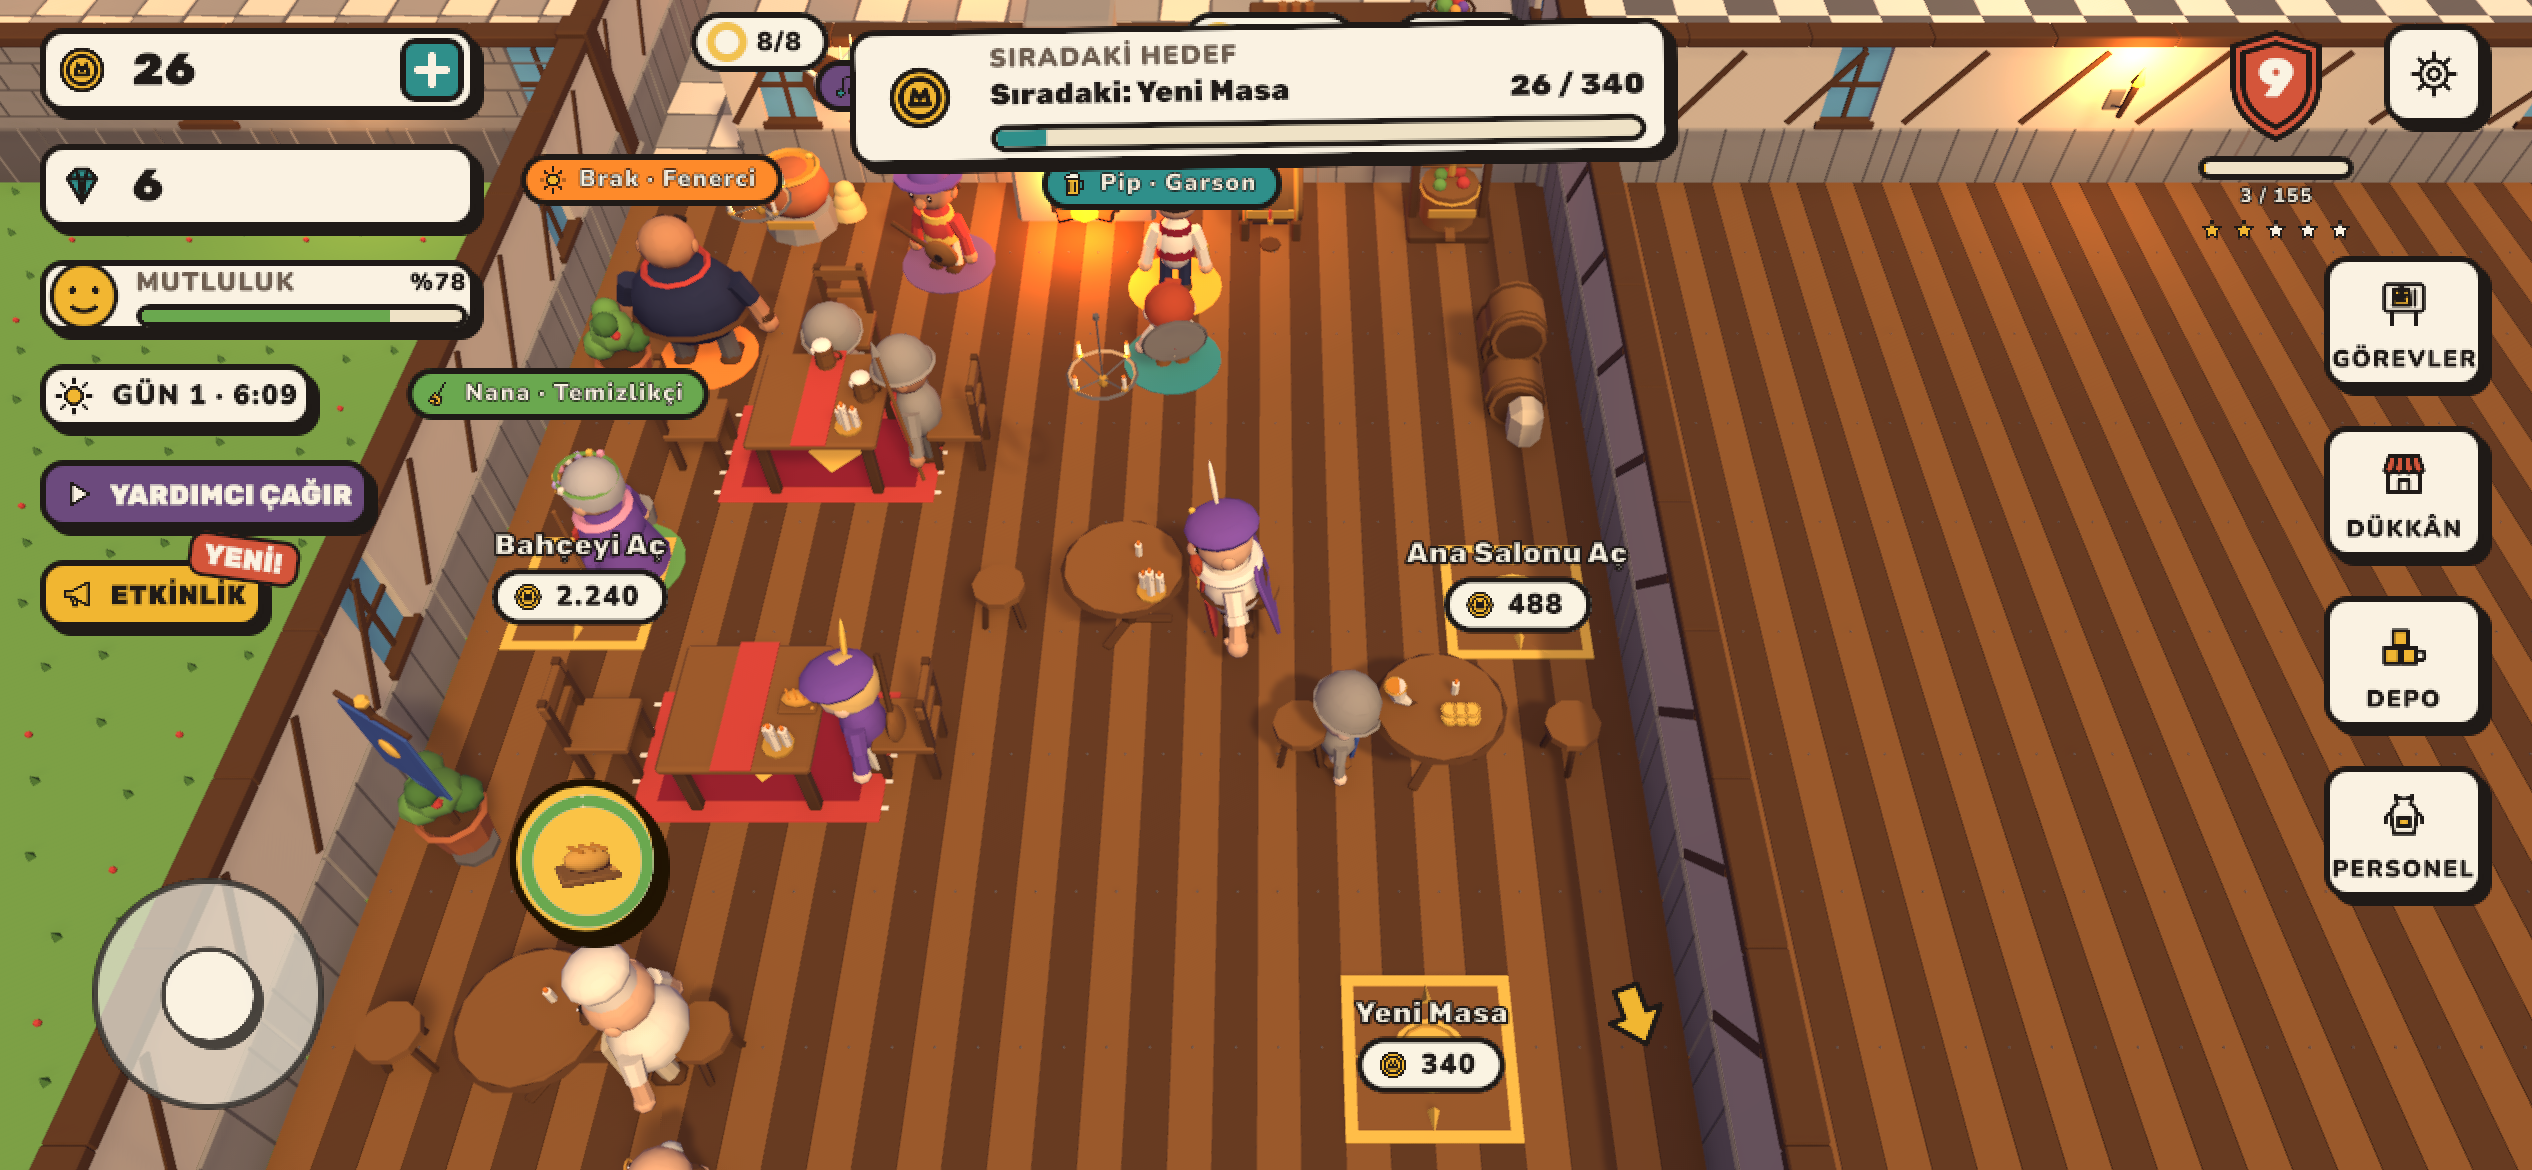 26
8/8
SIRADAKİ HEDEF
Sıradaki: Yeni Masa
26 / 340
9
6
Brak · Fenerci
Pip · Garson
3 / 155
MUTLULUK
%78
GÜN 1 · 6:09
Nana · Temizlikçi
GÖREVLER
YARDIMCI ÇAĞIR
YENİ!
ETKİNLİK
Bahçeyi Aç
2.240
Ana Salonu Aç
488
DÜKKÂN
DEPO
PERSONEL
Yeni Masa
340